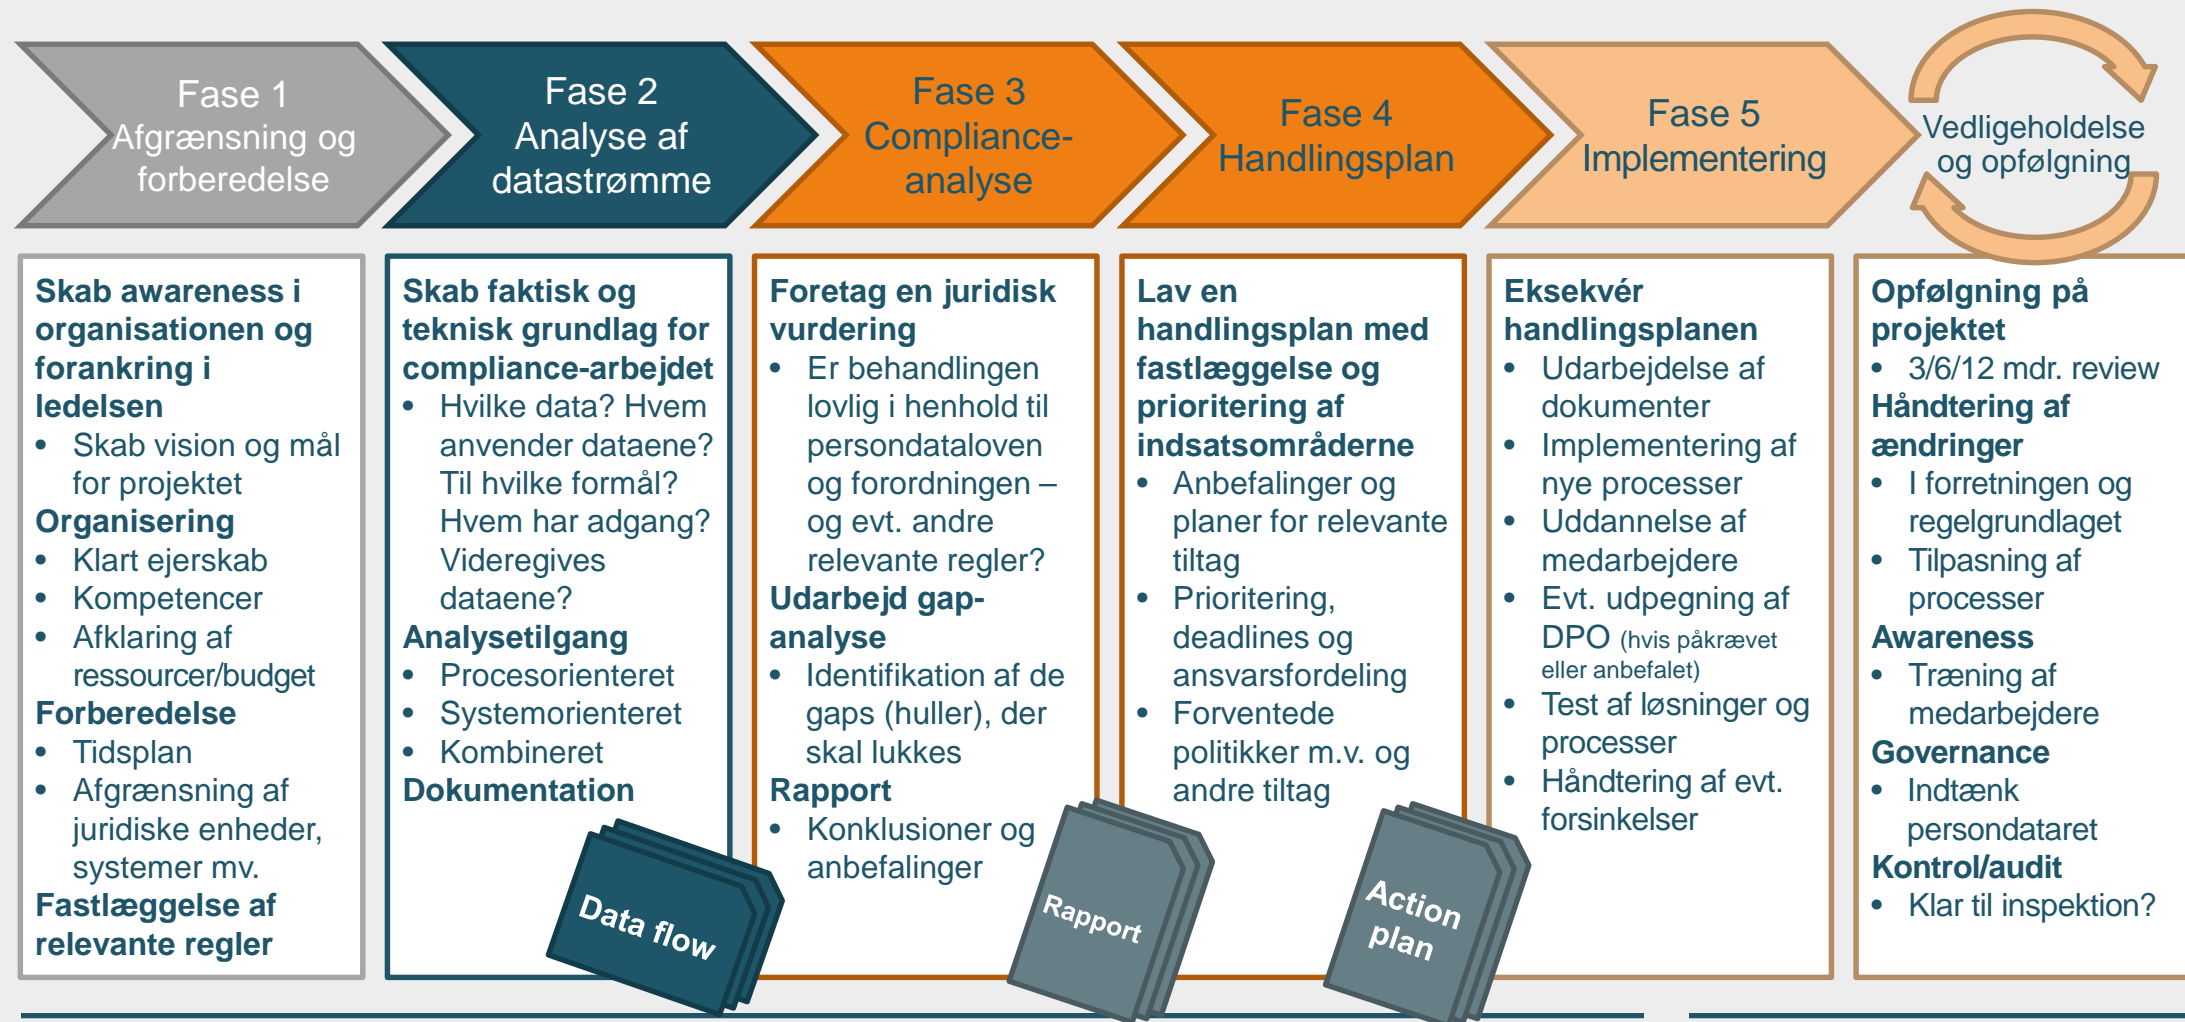 Fase 1
Afgrænsning og
forberedelse
Fase 2
Analyse af
datastrømme
Fase 3
Compliance-
analyse
Fase 4
Handlingsplan
Fase 5
Implementering
Vedligeholdelse
og opfølgning
Skab awareness i
organisationen og
forankring i
ledelsen
• Skab vision og mål
for projektet
Organisering
• Klart ejerskab
• Kompetencer
• Afklaring af
ressourcer/budget
Forberedelse
• Tidsplan
• Afgrænsning af
juridiske enheder,
systemer mv.
Fastlæggelse af
relevante regler
Skab faktisk og
teknisk grundlag for
compliance-arbejdet
• Hvilke data? Hvem
anvender dataene?
Til hvilke formål?
Hvem har adgang?
Videregives
dataene?
Analysetilgang
• Procesorienteret
• Systemorienteret
• Kombineret
Dokumentation
Data flow
Foretag en juridisk
vurdering
• Er behandlingen
lovlig i henhold til
persondataloven
og forordningen –
og evt. andre
relevante regler?
Udarbejd gap-
analyse
• Identifikation af de
gaps (huller), der
skal lukkes
Rapport
• Konklusioner og
anbefalinger
Rapport
Lav en
handlingsplan med
fastlæggelse og
prioritering af
indsatsområderne
• Anbefalinger og
planer for relevante
tiltag
• Prioritering,
deadlines og
ansvarsfordeling
• Forventede
politikker m.v. og
andre tiltag
Action
plan
Eksekvér
handlingsplanen
• Udarbejdelse af
dokumenter
• Implementering af
nye processer
• Uddannelse af
medarbejdere
• Evt. udpegning af
DPO (hvis påkrævet
eller anbefalet)
• Test af løsninger og
processer
• Håndtering af evt.
forsinkelser
Opfølgning på
projektet
• 3/6/12 mdr. review
Håndtering af
ændringer
• I forretningen og
regelgrundlaget
• Tilpasning af
processer
Awareness
• Træning af
medarbejdere
Governance
• Indtænk
persondataret
Kontrol/audit
• Klar til inspektion?